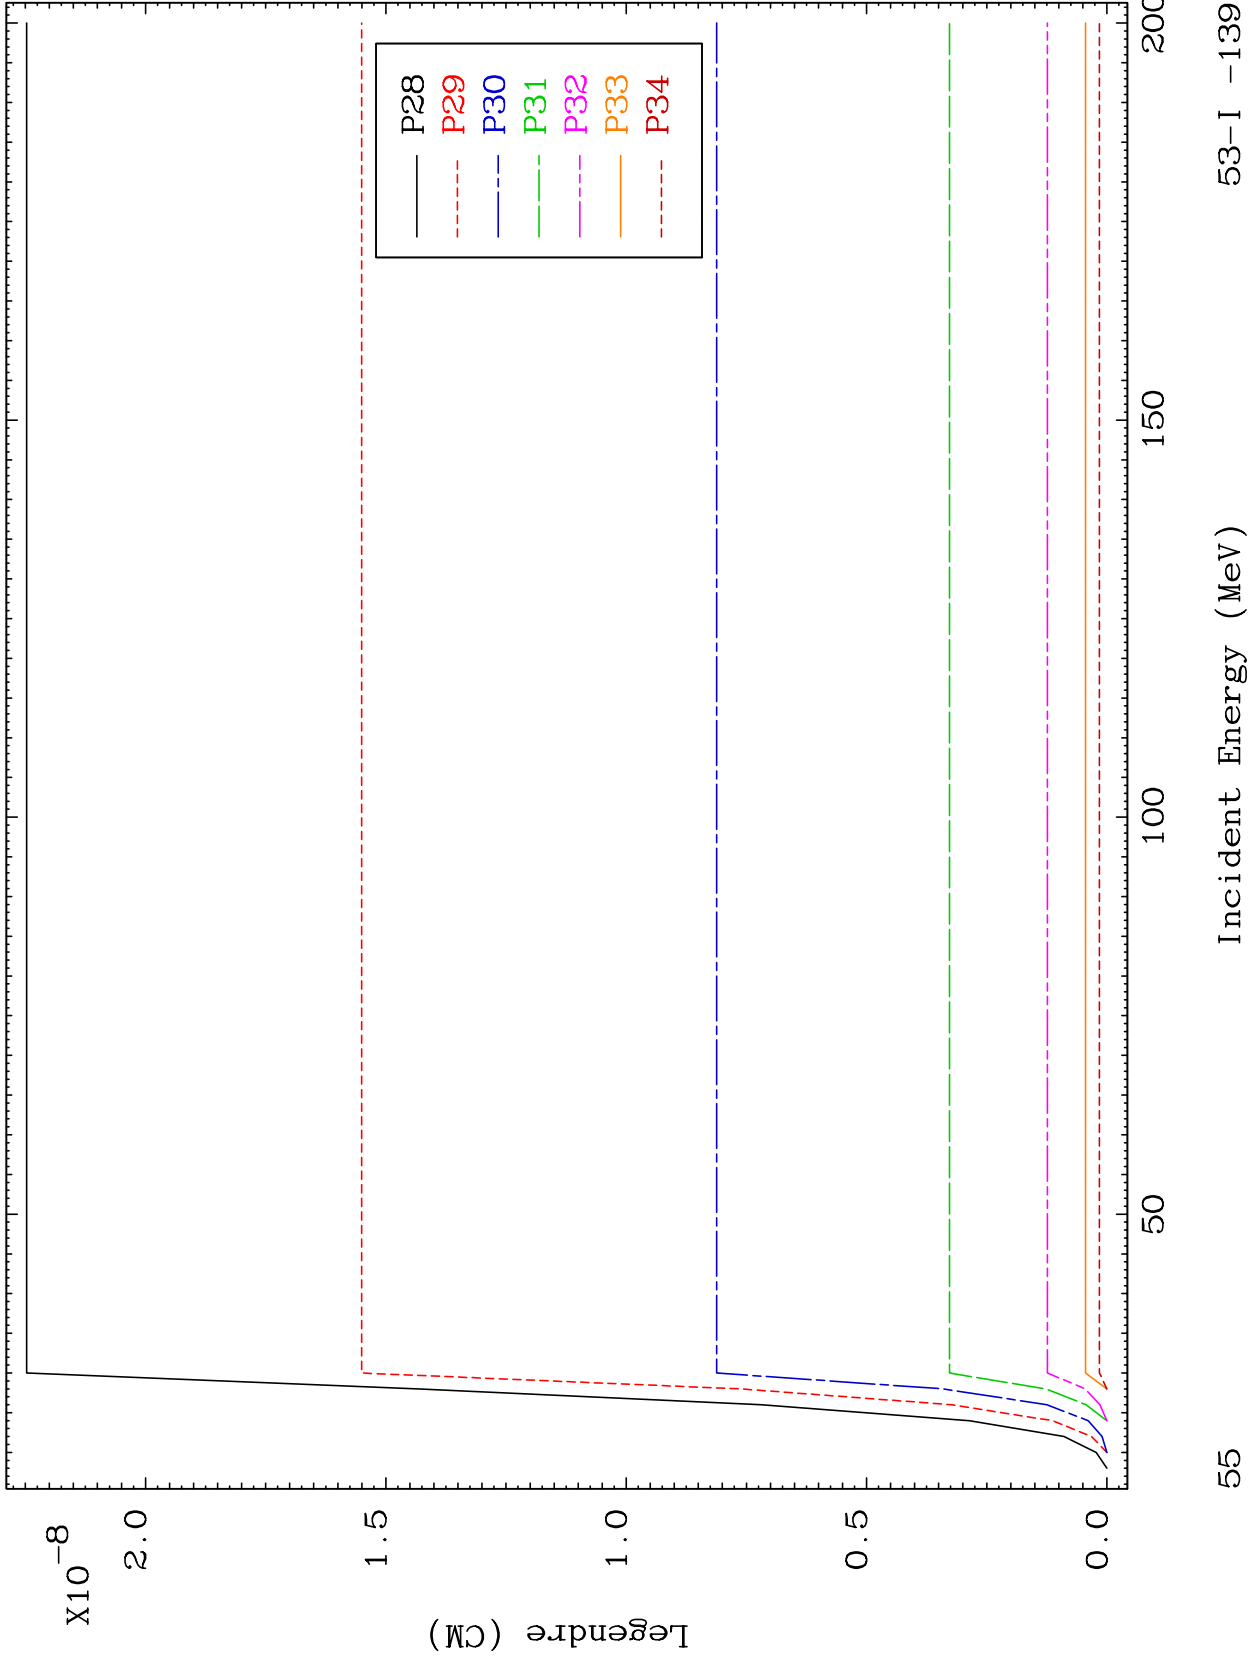 X10-8
2.0
1.5
1.0
0.5
0.0
Legendre (CM)
P28
P29
P30
P31
P32
P33
P34
50
100
150
200
Incident Energy (MeV)
55
53-I -139